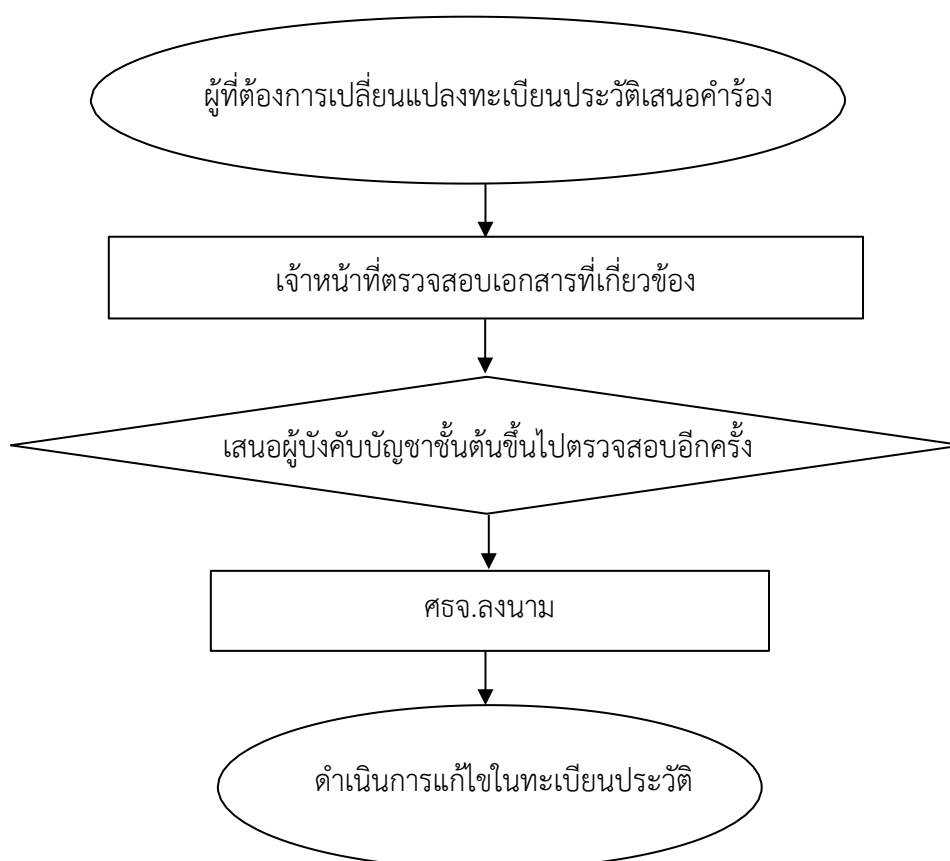 ผู้ที่ต้องการเปลี่ยนแปลงทะเบียนประวัติเสนอคำร้อง
เจ้าหน้าที่ตรวจสอบเอกสารที่เกี่ยวข้อง
เสนอผู้บังคับบัญชาชั้นต้นขึ้นไปตรวจสอบอีกครั้ง
ศธจ.ลงนาม
ดำเนินการแก้ไขในทะเบียนประวัติ